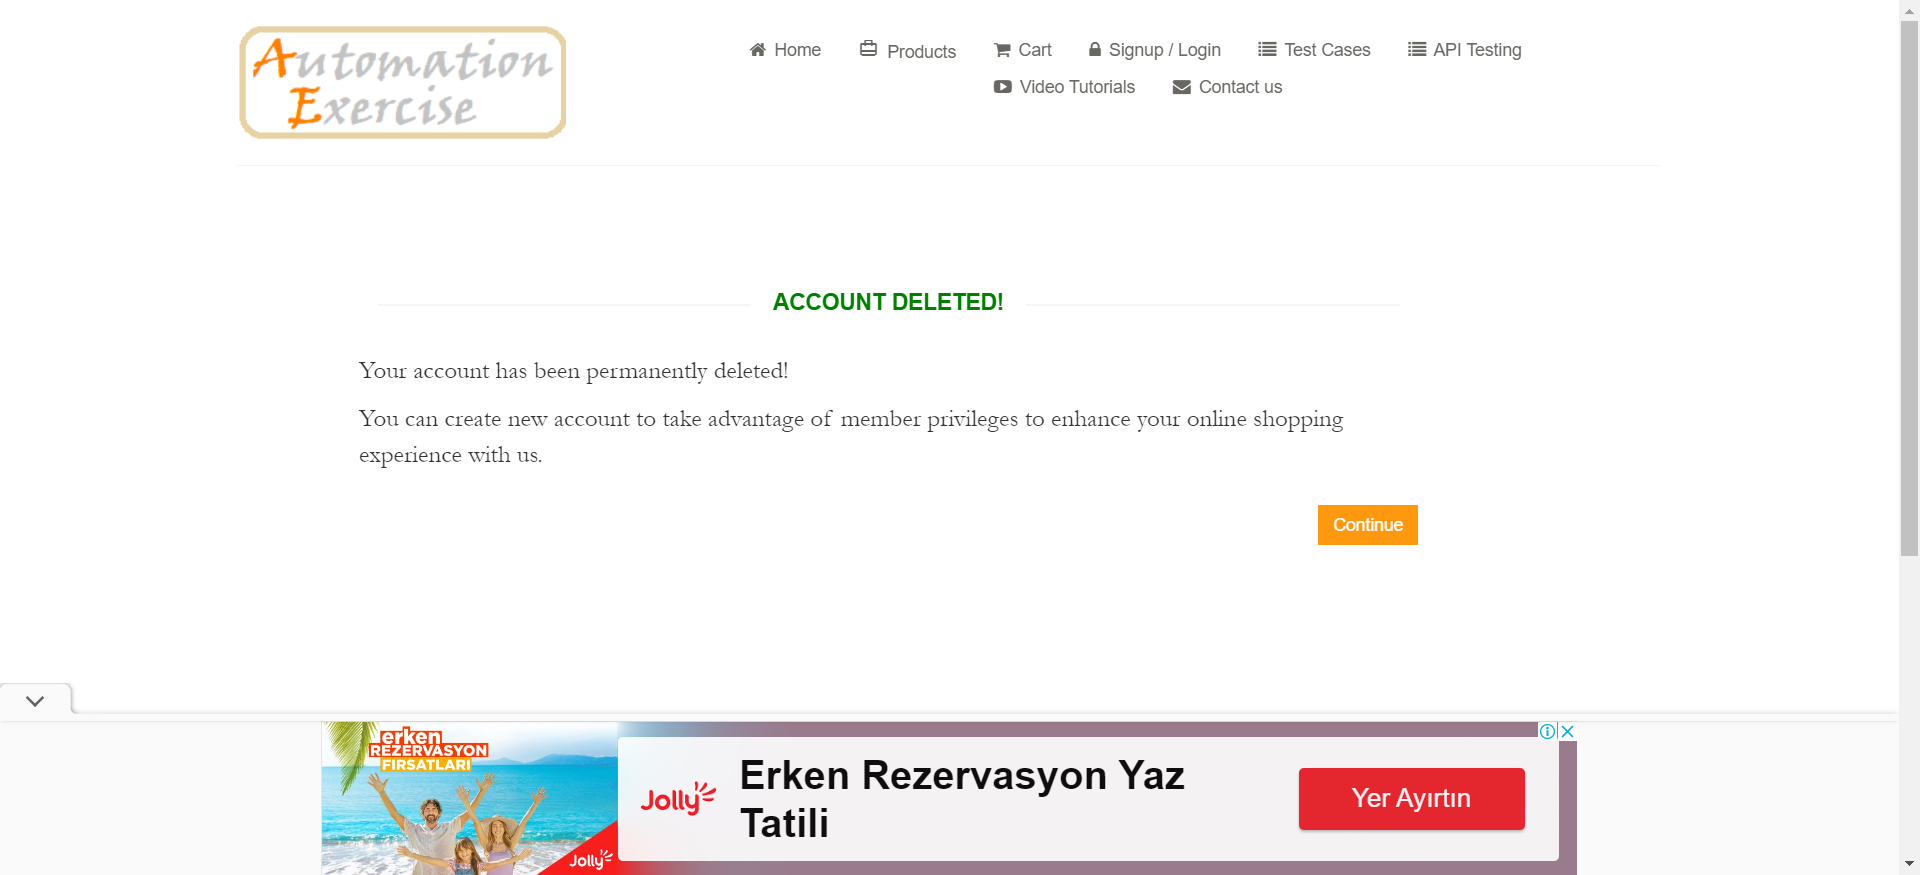 Automation
Exercise
Home
Products
Cart
Signup / Login
Test Cases
API Testing
Video Tutorials
Contact us
ACCOUNT DELETED!
Your account has been permanently deleted!
You can create new account to take advantage of member privileges to enhance your online shopping
experience with us.
Continue
erken
REZERVASYON
FIRSATLARI
Jolly
Jolly
Erken Rezervasyon Yaz
Tatili
Yer Ayırtın